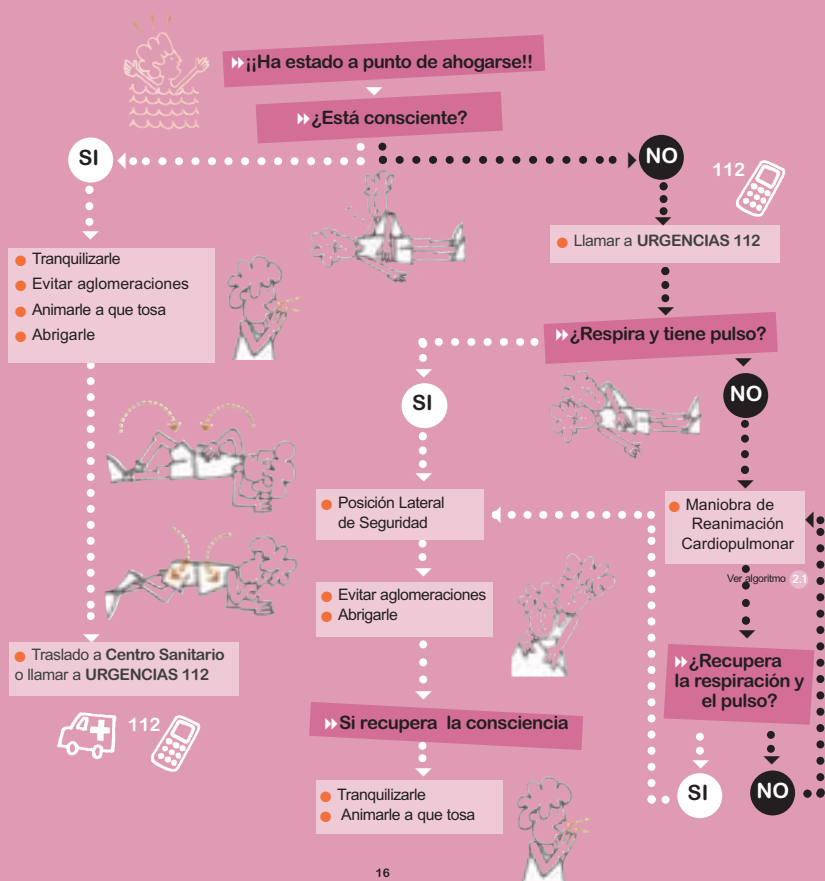 ¡¡Ha estado a punto de ahogarse!!
¿Está consciente?
SI
NO
112
Tranquilizarle
Evitar aglomeraciones
Animarle a que tosa
Abrigarle
Llamar a URGENCIAS 112
¿Respira y tiene pulso?
SI
NO
Posición Lateral
de Seguridad
Maniobra de
Reanimación
Cardiopulmonar
Ver algoritmo 2.1
Evitar aglomeraciones
Abrigarle
Traslado a Centro Sanitario
o llamar a URGENCIAS 112
112
¿Recupera
la respiración y
el pulso?
Si recupera la consciencia
SI
NO
Tranquilizarle
Animarle a que tosa
16